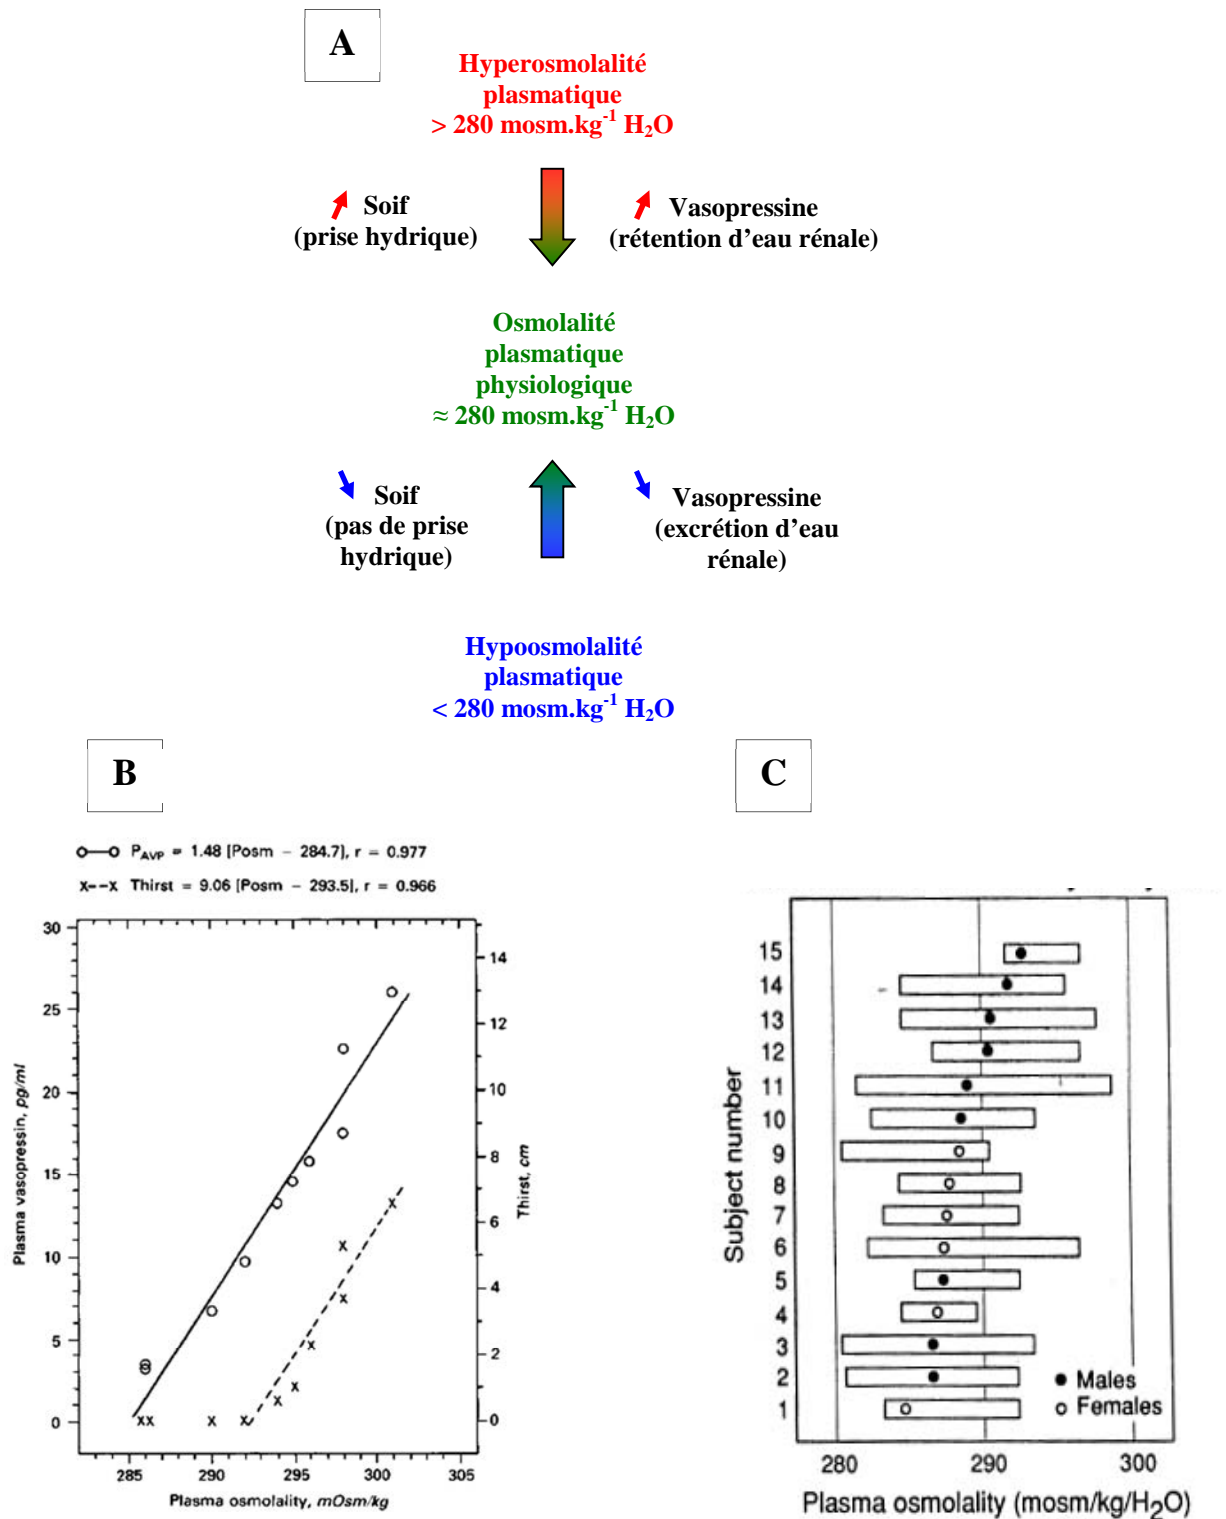 A
Hyperosmolalité
plasmatique
> 280 mosm.kg-1 H2O
Soif
(prise hydrique)
Vasopressine
(rétention d'eau rénale)
Osmolalité
plasmatique
physiologique
≈ 280 mosm.kg-1 H2O
Soif
(pas de prise
hydrique)
Vasopressine
(excrétion d'eau
rénale)
Hypoosmolalité
plasmatique
< 280 mosm.kg-1 H2O
B
PAVP = 1.48 [Posm − 284.7], r = 0.977
x--x Thirst = 9.06 [Posm − 293.5], r = 0.966
30
25
20
15
10
5
0
Plasma vasopressin, pg/ml
14
12
10
8
6
4
2
0
Thirst, cm
285 290 295 300 305
Plasma osmolality, mOsm/kg
C
15
14
13
12
11
10
9
8
7
6
5
4
3
2
1
Subject number
Males
Females
280 290 300
Plasma osmolality (mosm/kg/H2O)